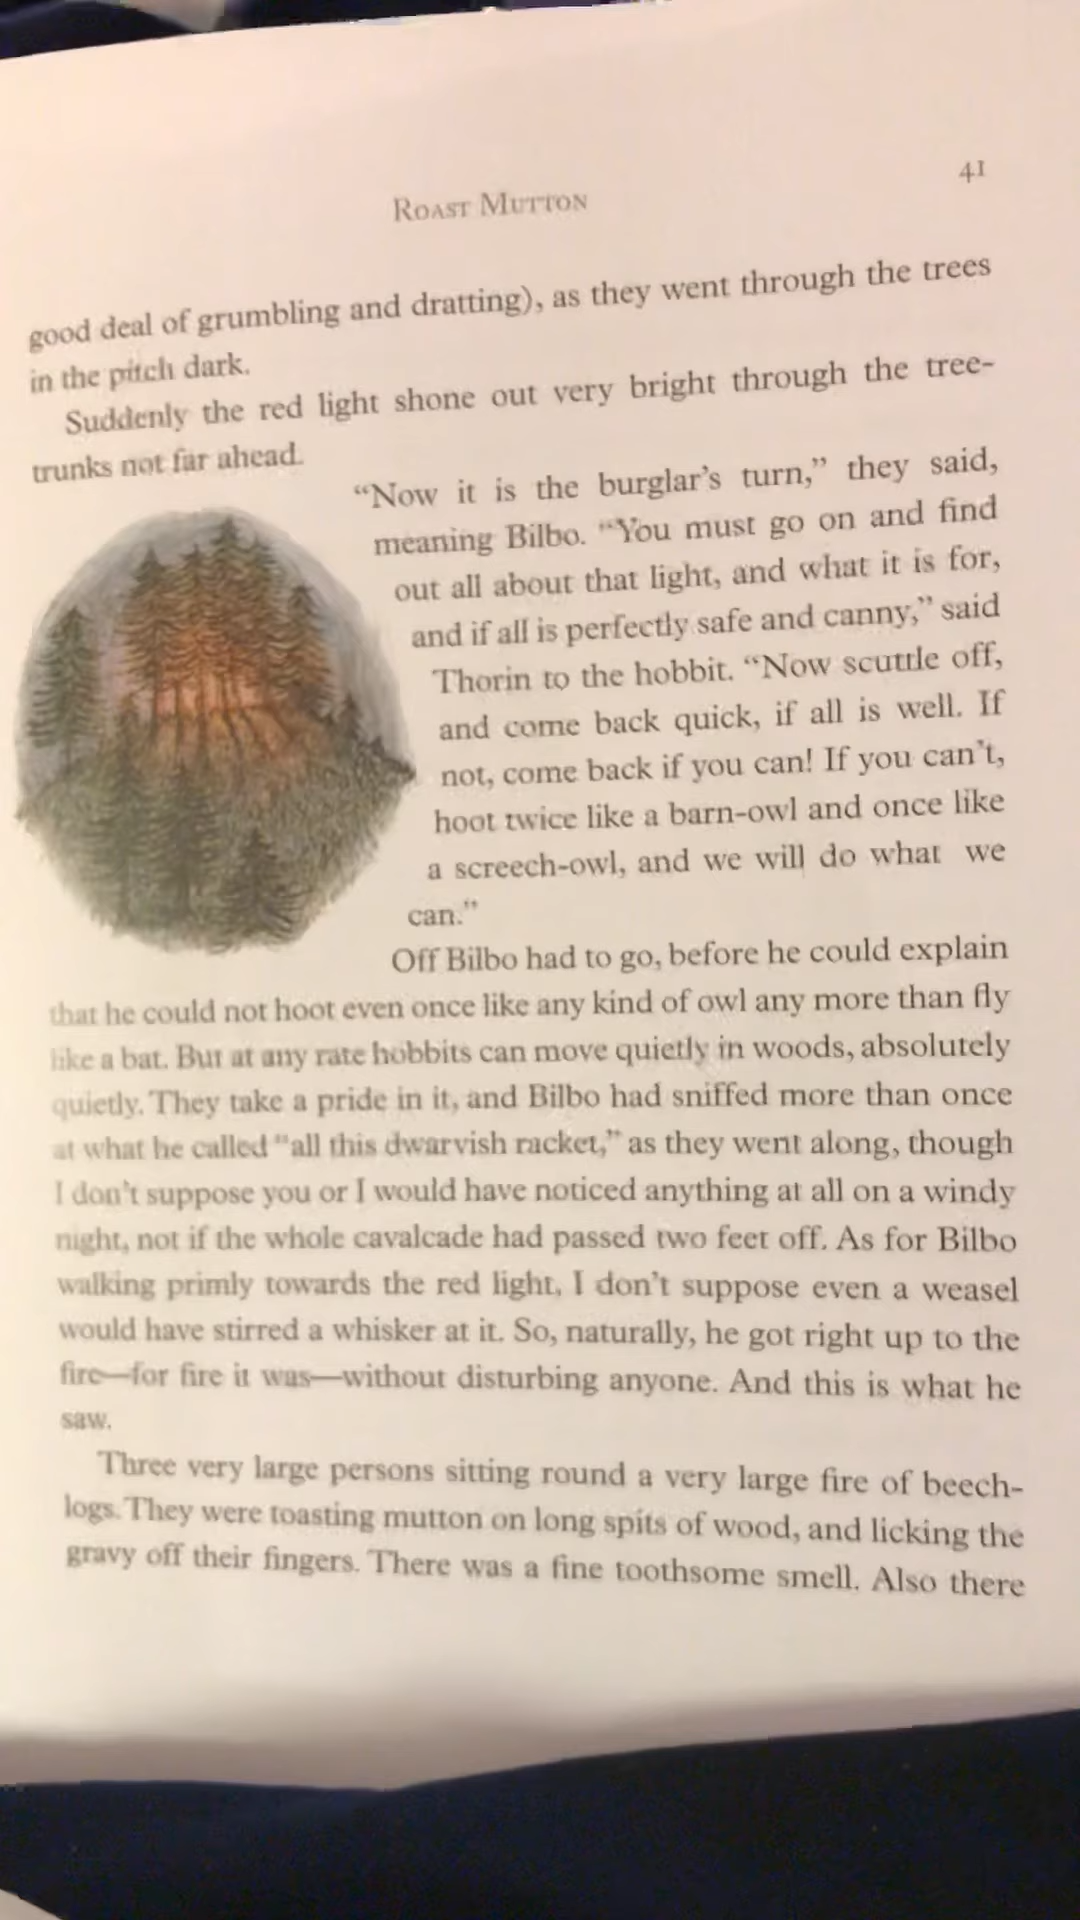 41
ROAST MUTTON
good deal of grumbling and dratting), as they went through the trees
in the pitch dark.
Suddenly the red light shone out very bright through the tree-
trunks not far ahead.
“Now it is the burglar’s turn,” they said,
meaning Bilbo. “You must go on and find
out all about that light, and what it is for,
and if all is perfectly safe and canny,” said
Thorin to the hobbit. “Now scuttle off,
and come back quick, if all is well. If
not, come back if you can! If you can’t,
hoot twice like a barn-owl and once like
a screech-owl, and we will do what we
can.”
Off Bilbo had to go, before he could explain
that he could not hoot even once like any kind of owl any more than fly
like a bat. But at any rate hobbits can move quietly in woods, absolutely
quietly. They take a pride in it, and Bilbo had sniffed more than once
at what he called “all this dwarvish racket,” as they went along, though
I don’t suppose you or I would have noticed anything at all on a windy
night, not if the whole cavalcade had passed two feet off. As for Bilbo
walking primly towards the red light, I don’t suppose even a weasel
would have stirred a whisker at it. So, naturally, he got right up to the
fire—for fire it was—without disturbing anyone. And this is what he
saw.
Three very large persons sitting round a very large fire of beech-
logs. They were toasting mutton on long spits of wood, and licking the
gravy off their fingers. There was a fine toothsome smell. Also there